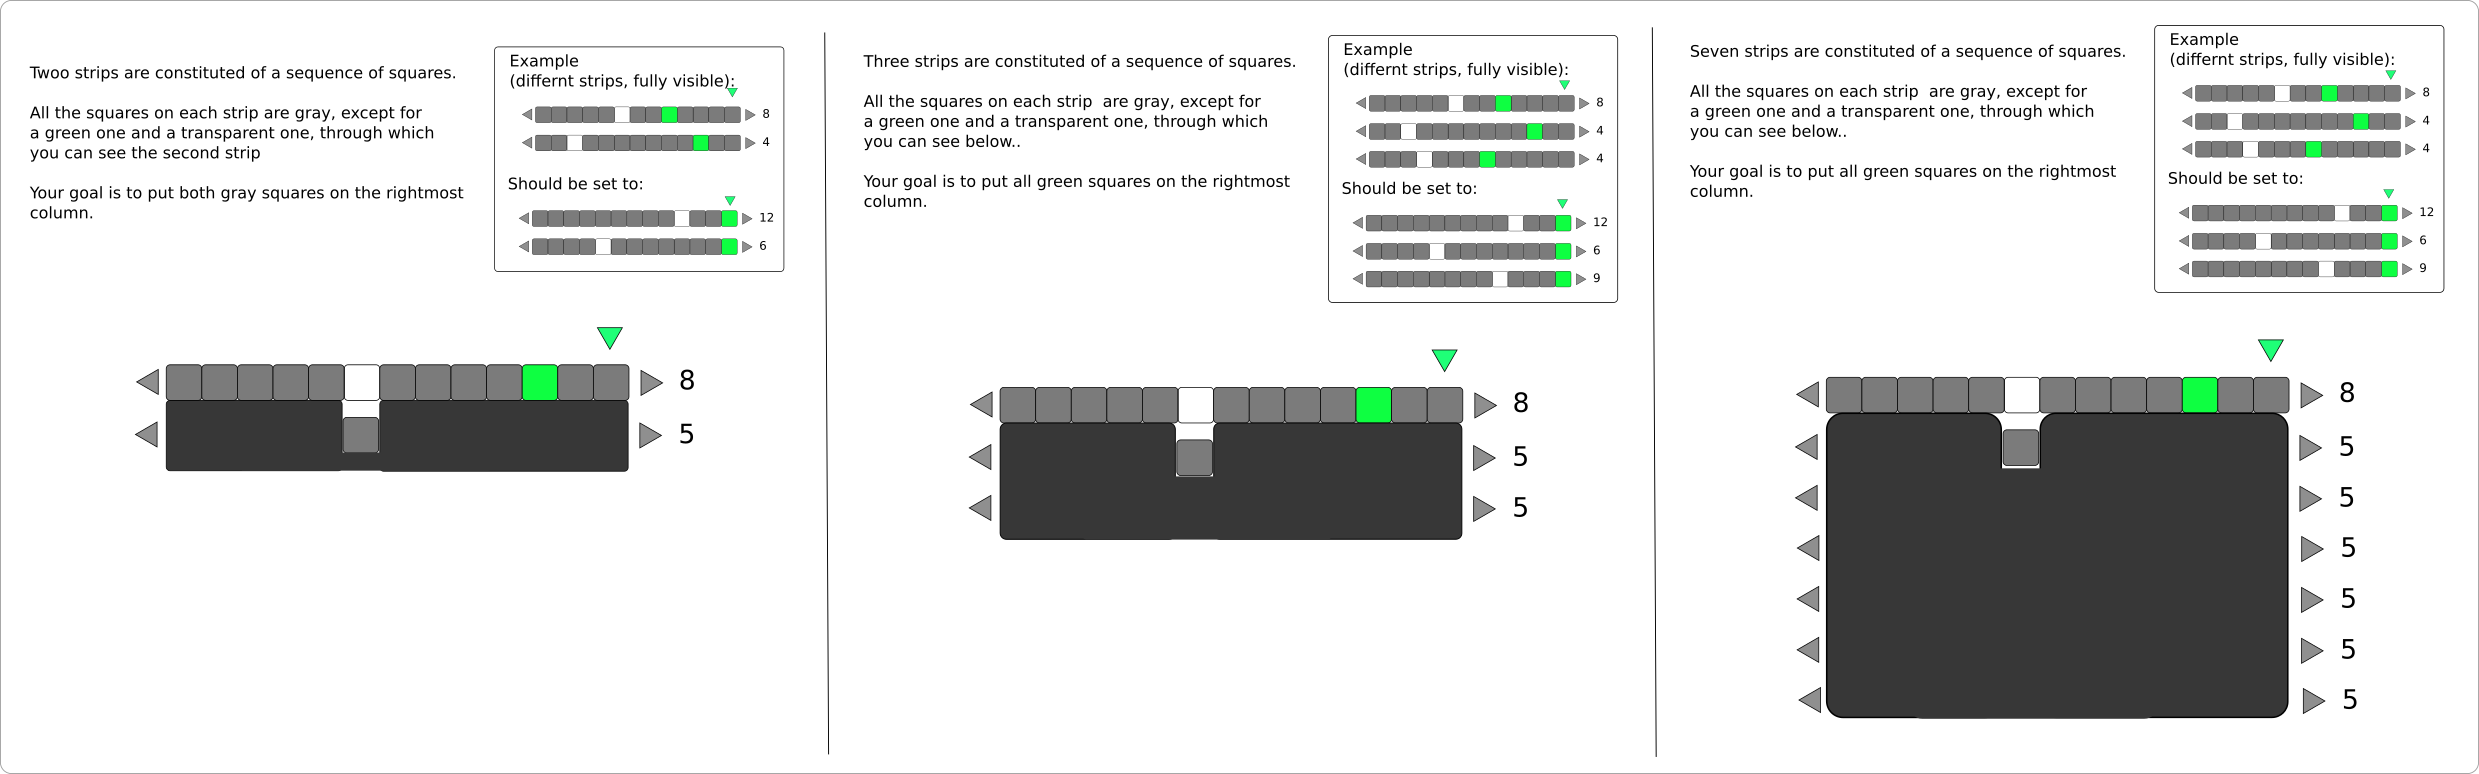 Twoo strips are constituted of a sequence of squares.
All the squares on each strip are gray, except for
a green one and a transparent one, through which
you can see the second strip
Your goal is to put both gray squares on the rightmost
column.
Example
(differnt strips, fully visible):
8
4
Should be set to:
12
6
8
5
Three strips are constituted of a sequence of squares.
All the squares on each strip  are gray, except for
a green one and a transparent one, through which
you can see below..
Your goal is to put all green squares on the rightmost
column.
Example
(differnt strips, fully visible):
8
4
4
Should be set to:
12
6
9
8
5
5
Seven strips are constituted of a sequence of squares.
All the squares on each strip  are gray, except for
a green one and a transparent one, through which
you can see below..
Your goal is to put all green squares on the rightmost
column.
Example
(differnt strips, fully visible):
8
4
4
Should be set to:
12
6
9
8
5
5
5
5
5
5